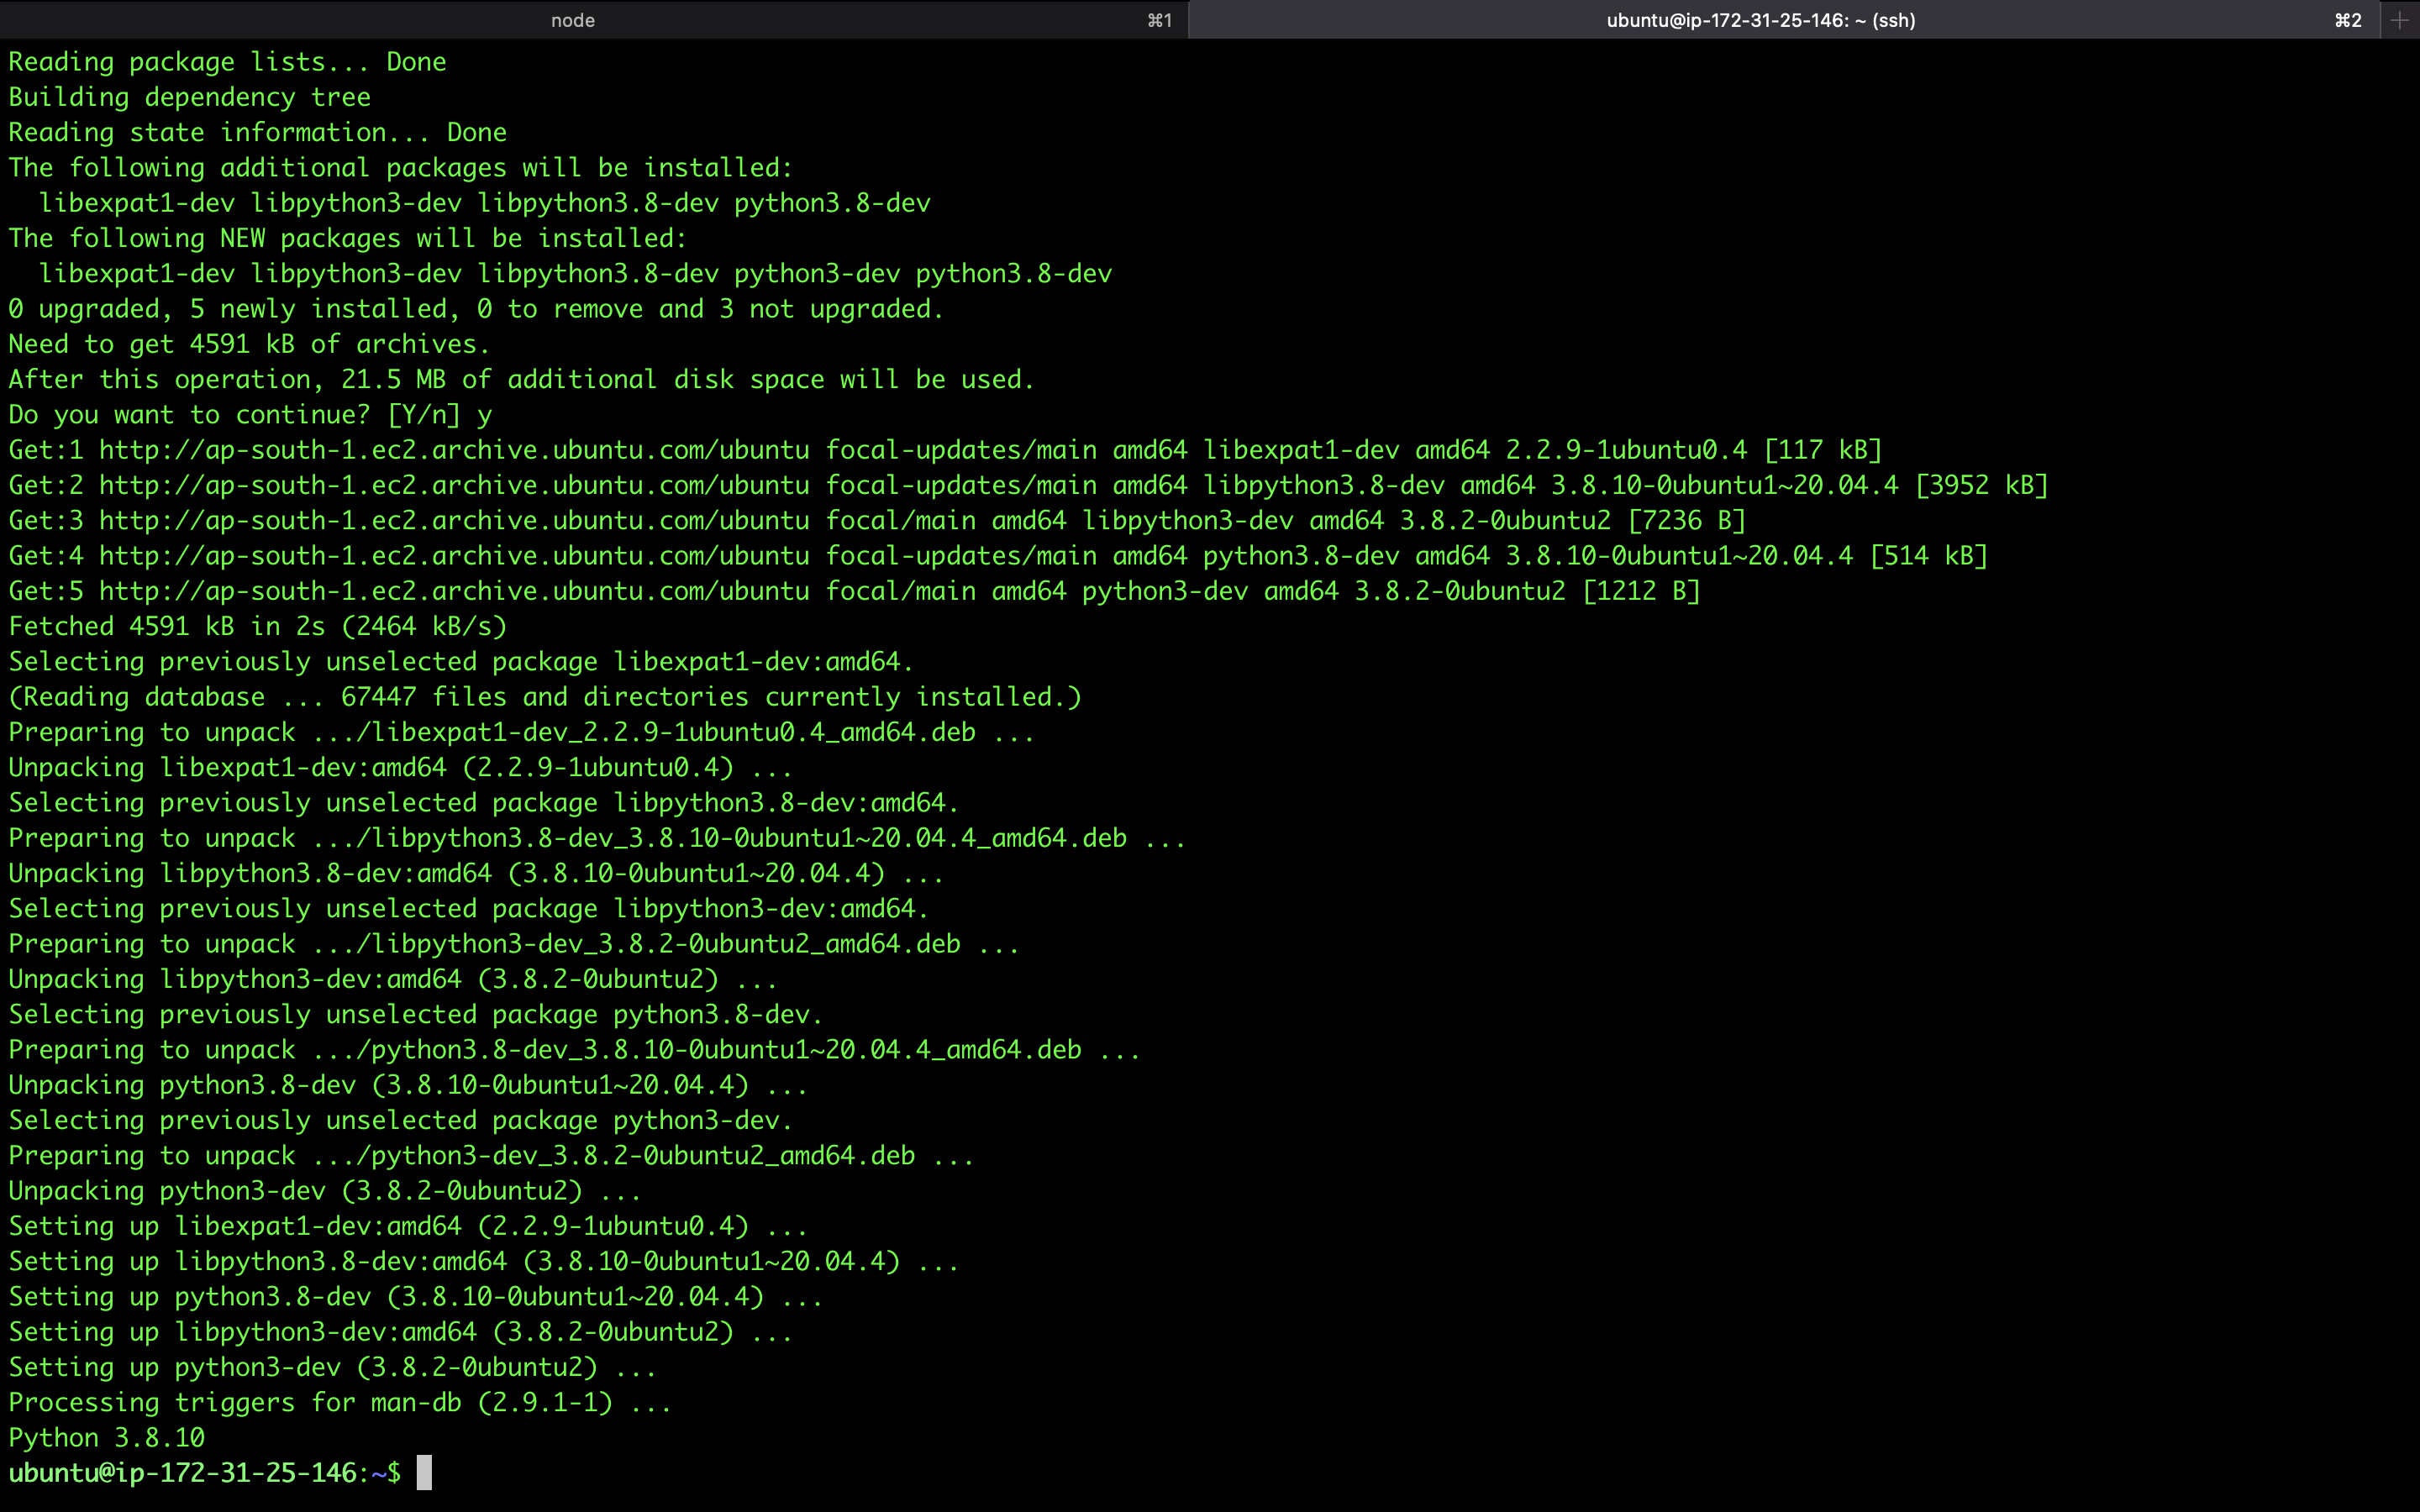 node ⌘1 ubuntu@ip-172-31-25-146: ~ (ssh) ⌘2
Reading package lists... Done
Building dependency tree
Reading state information... Done
The following additional packages will be installed:
  libexpat1-dev libpython3-dev libpython3.8-dev python3.8-dev
The following NEW packages will be installed:
  libexpat1-dev libpython3-dev libpython3.8-dev python3-dev python3.8-dev
0 upgraded, 5 newly installed, 0 to remove and 3 not upgraded.
Need to get 4591 kB of archives.
After this operation, 21.5 MB of additional disk space will be used.
Do you want to continue? [Y/n] y
Get:1 http://ap-south-1.ec2.archive.ubuntu.com/ubuntu focal-updates/main amd64 libexpat1-dev amd64 2.2.9-1ubuntu0.4 [117 kB]
Get:2 http://ap-south-1.ec2.archive.ubuntu.com/ubuntu focal-updates/main amd64 libpython3.8-dev amd64 3.8.10-0ubuntu1~20.04.4 [3952 kB]
Get:3 http://ap-south-1.ec2.archive.ubuntu.com/ubuntu focal/main amd64 libpython3-dev amd64 3.8.2-0ubuntu2 [7236 B]
Get:4 http://ap-south-1.ec2.archive.ubuntu.com/ubuntu focal-updates/main amd64 python3.8-dev amd64 3.8.10-0ubuntu1~20.04.4 [514 kB]
Get:5 http://ap-south-1.ec2.archive.ubuntu.com/ubuntu focal/main amd64 python3-dev amd64 3.8.2-0ubuntu2 [1212 B]
Fetched 4591 kB in 2s (2464 kB/s)
Selecting previously unselected package libexpat1-dev:amd64.
(Reading database ... 67447 files and directories currently installed.)
Preparing to unpack .../libexpat1-dev_2.2.9-1ubuntu0.4_amd64.deb ...
Unpacking libexpat1-dev:amd64 (2.2.9-1ubuntu0.4) ...
Selecting previously unselected package libpython3.8-dev:amd64.
Preparing to unpack .../libpython3.8-dev_3.8.10-0ubuntu1~20.04.4_amd64.deb ...
Unpacking libpython3.8-dev:amd64 (3.8.10-0ubuntu1~20.04.4) ...
Selecting previously unselected package libpython3-dev:amd64.
Preparing to unpack .../libpython3-dev_3.8.2-0ubuntu2_amd64.deb ...
Unpacking libpython3-dev:amd64 (3.8.2-0ubuntu2) ...
Selecting previously unselected package python3.8-dev.
Preparing to unpack .../python3.8-dev_3.8.10-0ubuntu1~20.04.4_amd64.deb ...
Unpacking python3.8-dev (3.8.10-0ubuntu1~20.04.4) ...
Selecting previously unselected package python3-dev.
Preparing to unpack .../python3-dev_3.8.2-0ubuntu2_amd64.deb ...
Unpacking python3-dev (3.8.2-0ubuntu2) ...
Setting up libexpat1-dev:amd64 (2.2.9-1ubuntu0.4) ...
Setting up libpython3.8-dev:amd64 (3.8.10-0ubuntu1~20.04.4) ...
Setting up python3.8-dev (3.8.10-0ubuntu1~20.04.4) ...
Setting up libpython3-dev:amd64 (3.8.2-0ubuntu2) ...
Setting up python3-dev (3.8.2-0ubuntu2) ...
Processing triggers for man-db (2.9.1-1) ...
Python 3.8.10
ubuntu@ip-172-31-25-146:~$